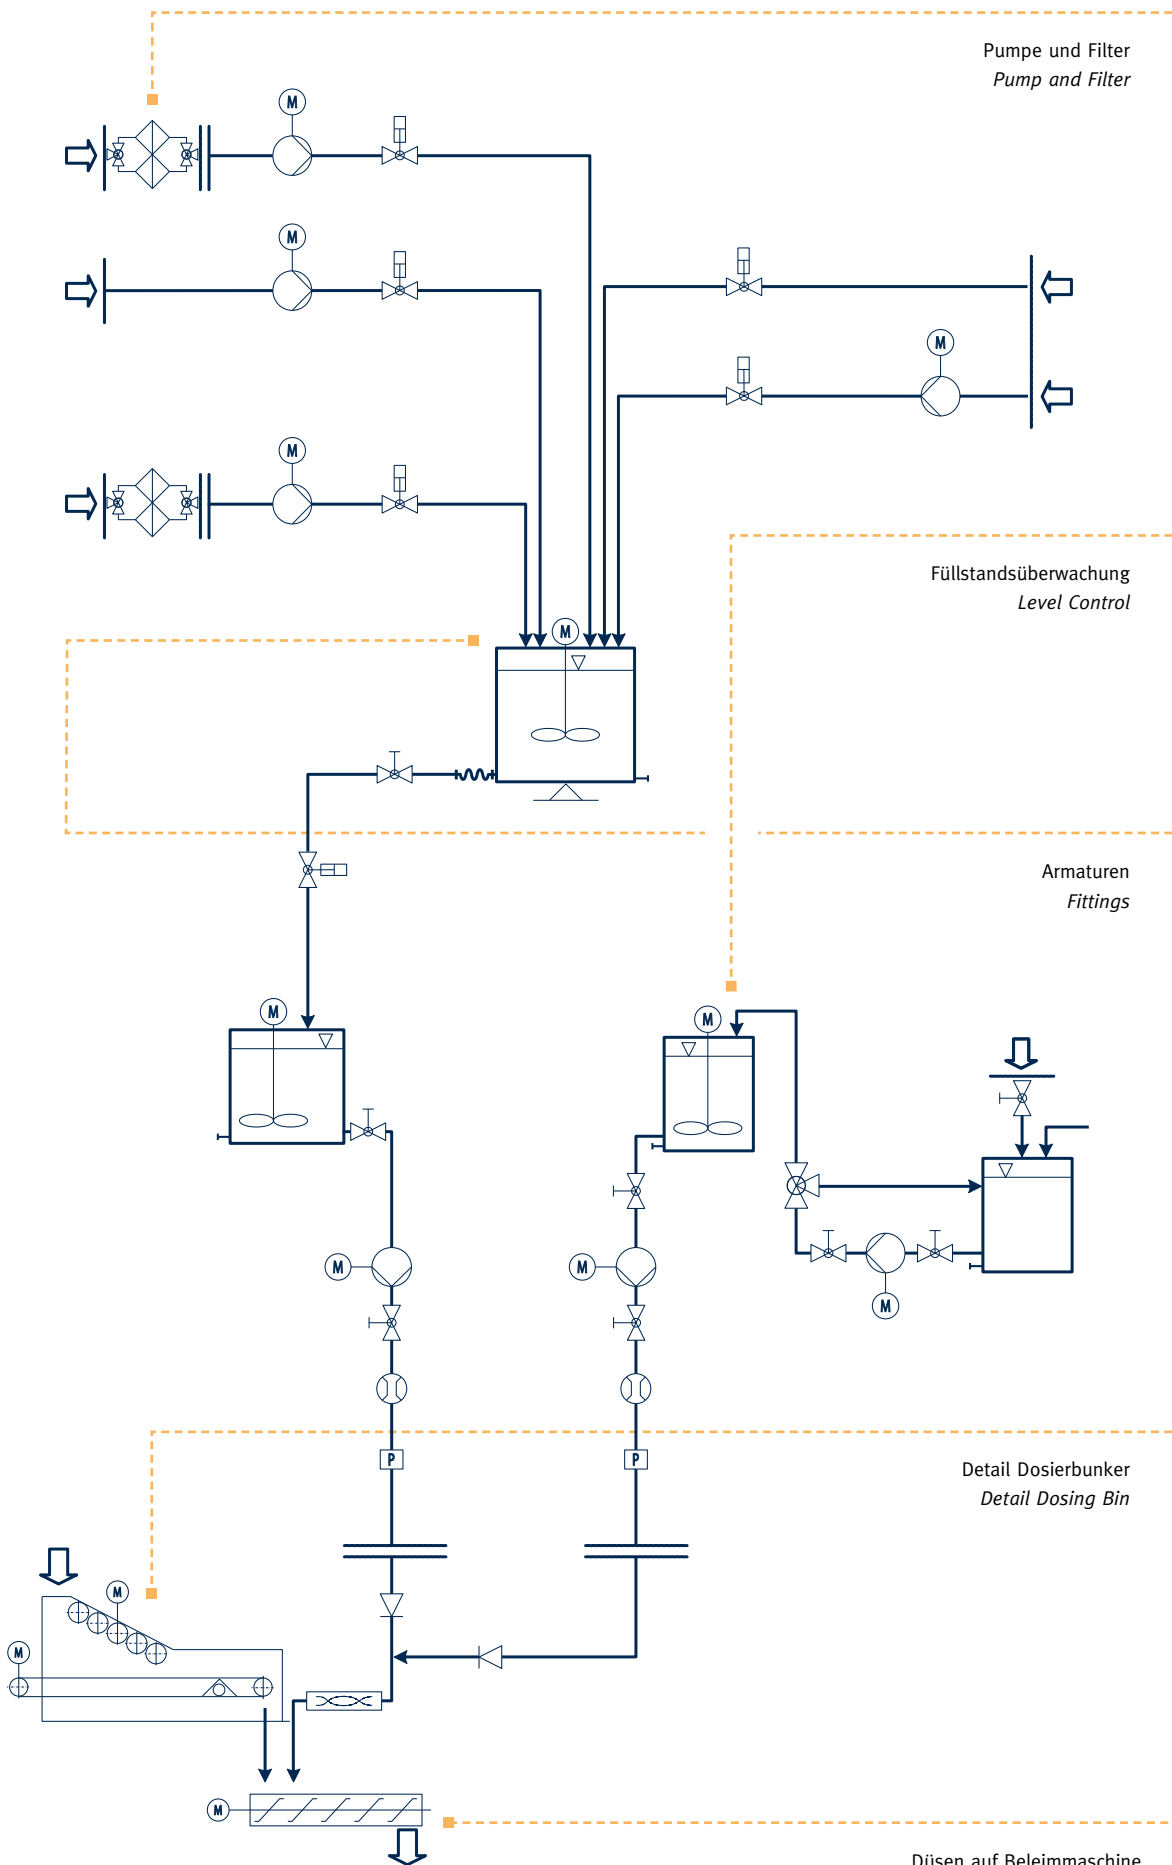 Pumpe und Filter
Pump and Filter
M
M
M
M
M
Füllstandsüberwachung
Level Control
M
Armaturen
Fittings
M
M
M
M
M
P
P
Detail Dosierbunker
Detail Dosing Bin
M
M
M
Düsen auf Beleimmaschine